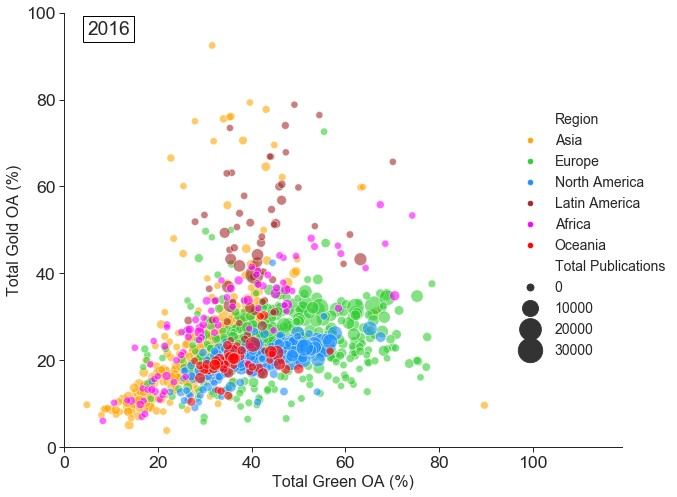 2016
100
80
60
40
20
0
Total Gold OA (%)
0 20 40 60 80 100
Total Green OA (%)
Region
Asia
Europe
North America
Latin America
Africa
Oceania
Total Publications
0
10000
20000
30000